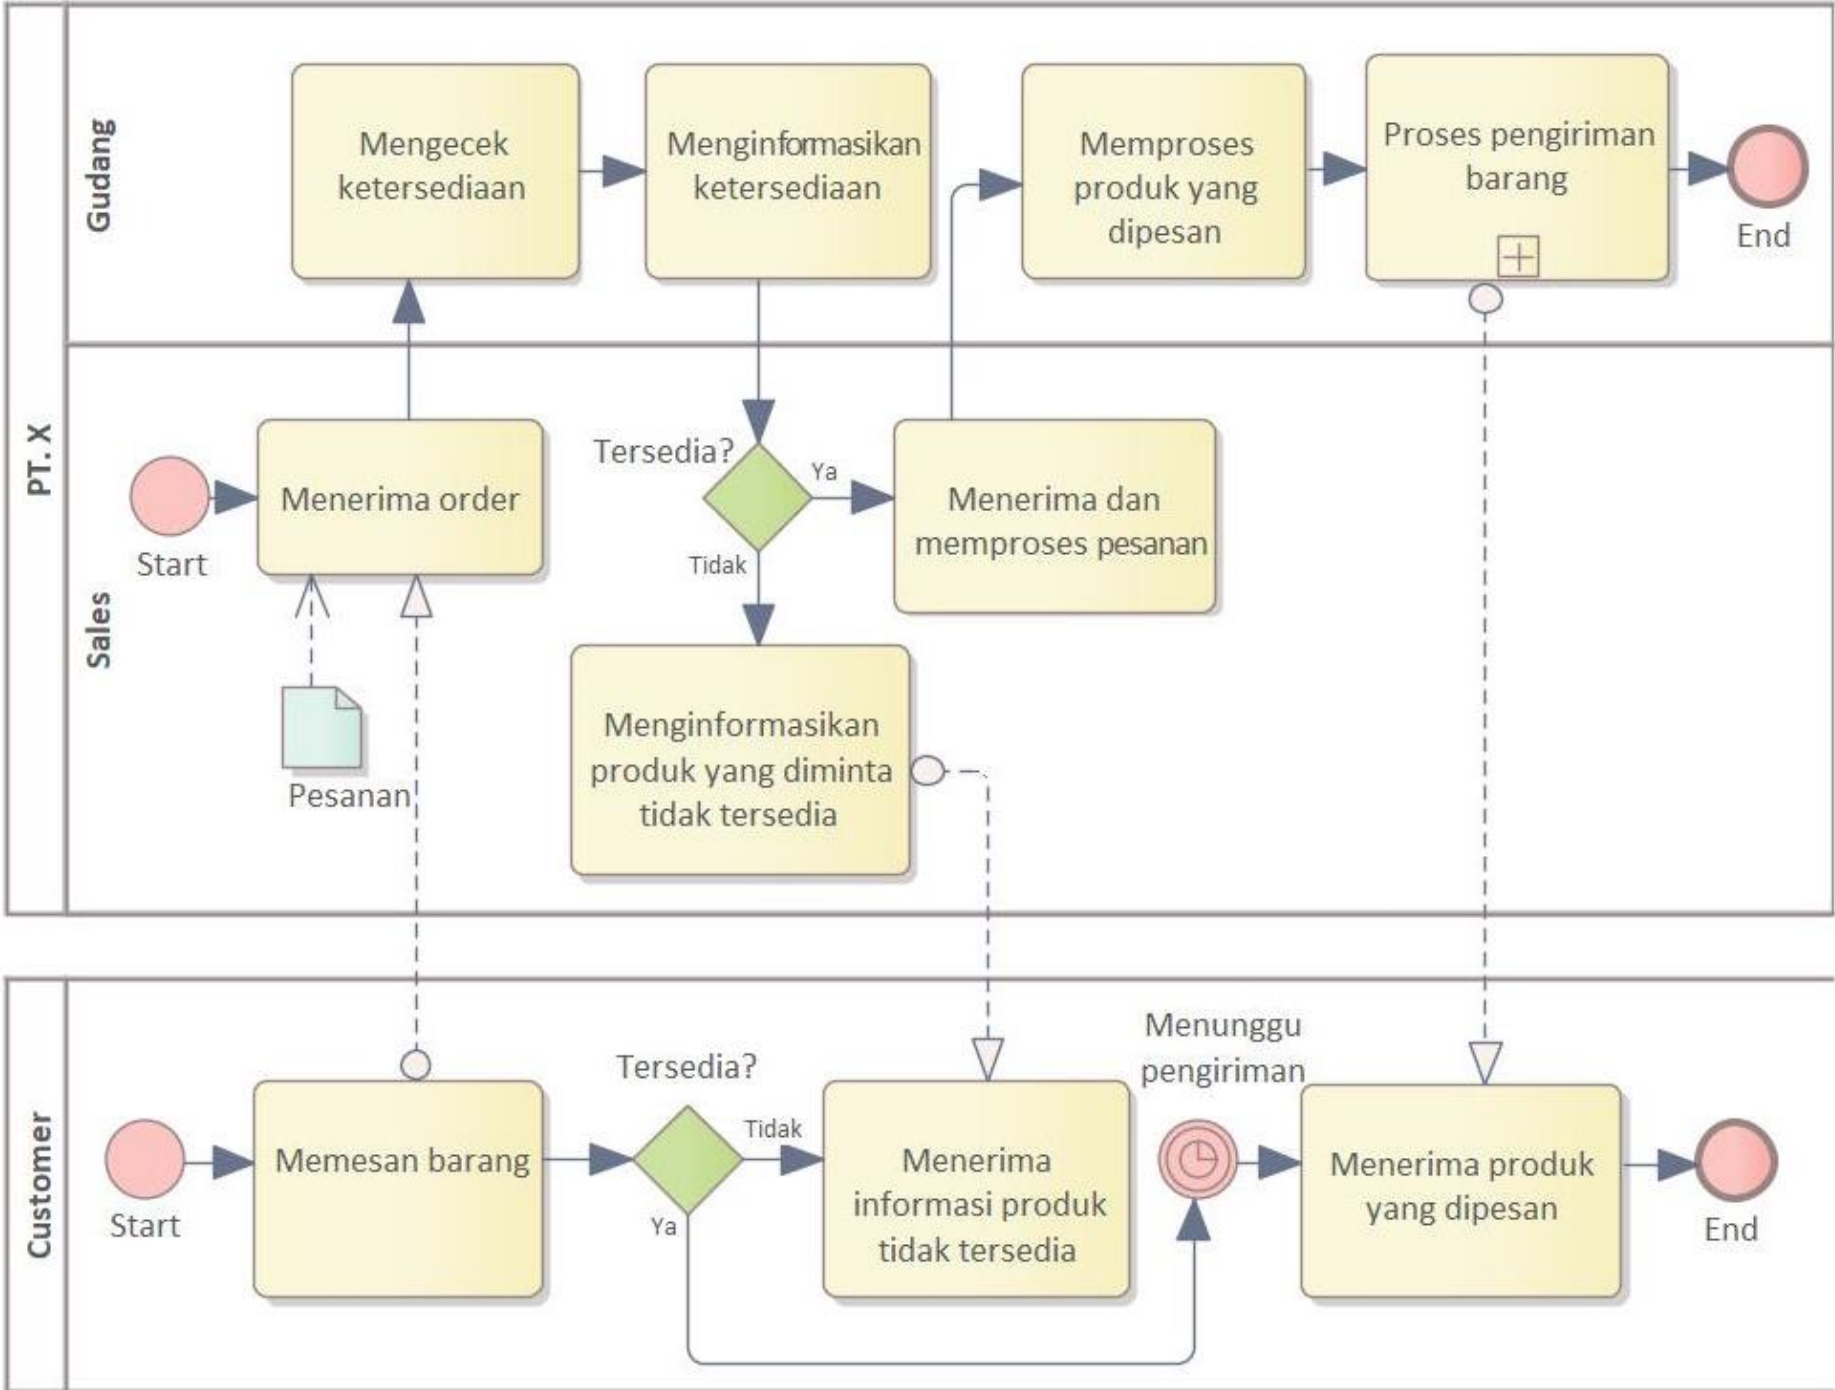 PT. X
Gudang
Mengecek
ketersediaan
Menginformasikan
ketersediaan
Memproses
produk yang
dipesan
Proses pengiriman
barang
End
Sales
Start
Menerima order
Pesanan
Tersedia?
Ya
Tidak
Menerima dan
memproses pesanan
Menginformasikan
produk yang diminta
tidak tersedia
Customer
Start
Memesan barang
Tersedia?
Tidak
Ya
Menerima
informasi produk
tidak tersedia
Menunggu
pengiriman
Menerima produk
yang dipesan
End